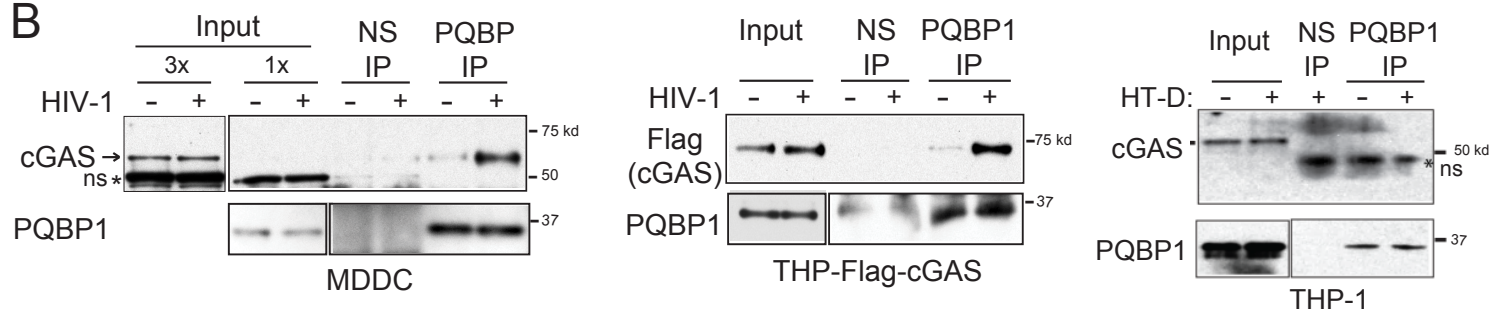 B
Input NS IP PQBP IP
3x 1x
HIV-1 - + - + - + - +
cGAS → - 75 kd
ns * - 50
PQBP1 - 37
MDDC
Input NS IP PQBP1 IP
HIV-1 - + - + - +
Flag (cGAS) - 75 kd
PQBP1 - 37
THP-Flag-cGAS
Input NS IP PQBP1 IP
HT-D: - + + - +
cGAS - 50 kd
* ns
PQBP1 - 37
THP-1